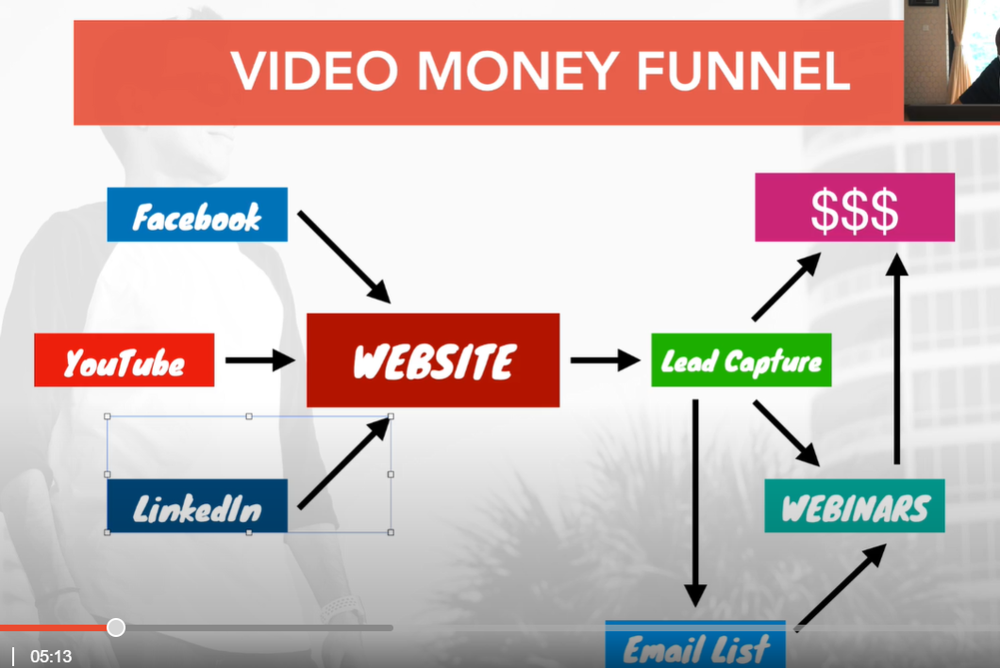 VIDEO MONEY FUNNEL
Facebook
$$$
YouTube
WEBSITE
Lead Capture
LinkedIn
WEBINARS
Email List
05:13